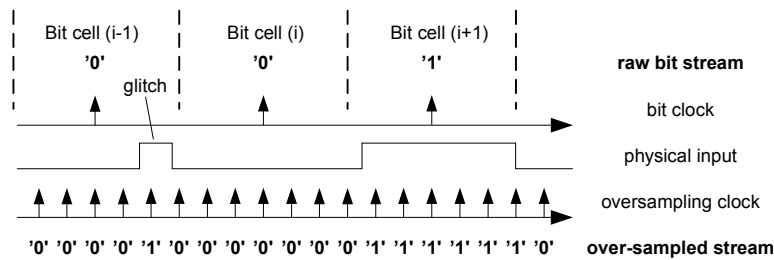 Bit cell (i-1) Bit cell (i) Bit cell (i+1)
’0' ’0' ’1' raw bit stream
glitch
bit clock
physical input
oversampling clock
’0' ’0' ’0' ’0' ’1' ’0' ’0' ’0' ’0' ’0' ’0' ’0' ’1' ’1' ’1' ’1' ’1' ’1' ’0' over-sampled stream